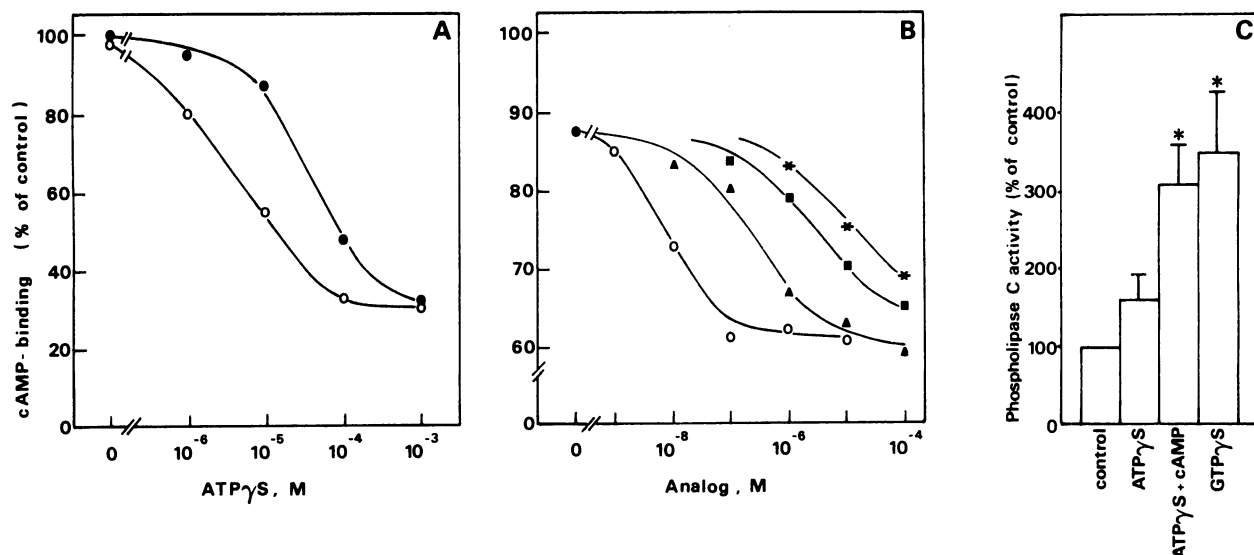 A
cAMP-binding (% of control)
100
80
60
40
20
0
0 10⁻⁶ 10⁻⁵ 10⁻⁴ 10⁻³
ATPγS, M
B
100
90
80
70
60
0
0 10⁻⁸ 10⁻⁶ 10⁻⁴
Analog, M
C
Phospholipase C activity (% of control)
400
300
200
100
0
*
*
control
ATPγS
ATPγS + cAMP
GTPγS